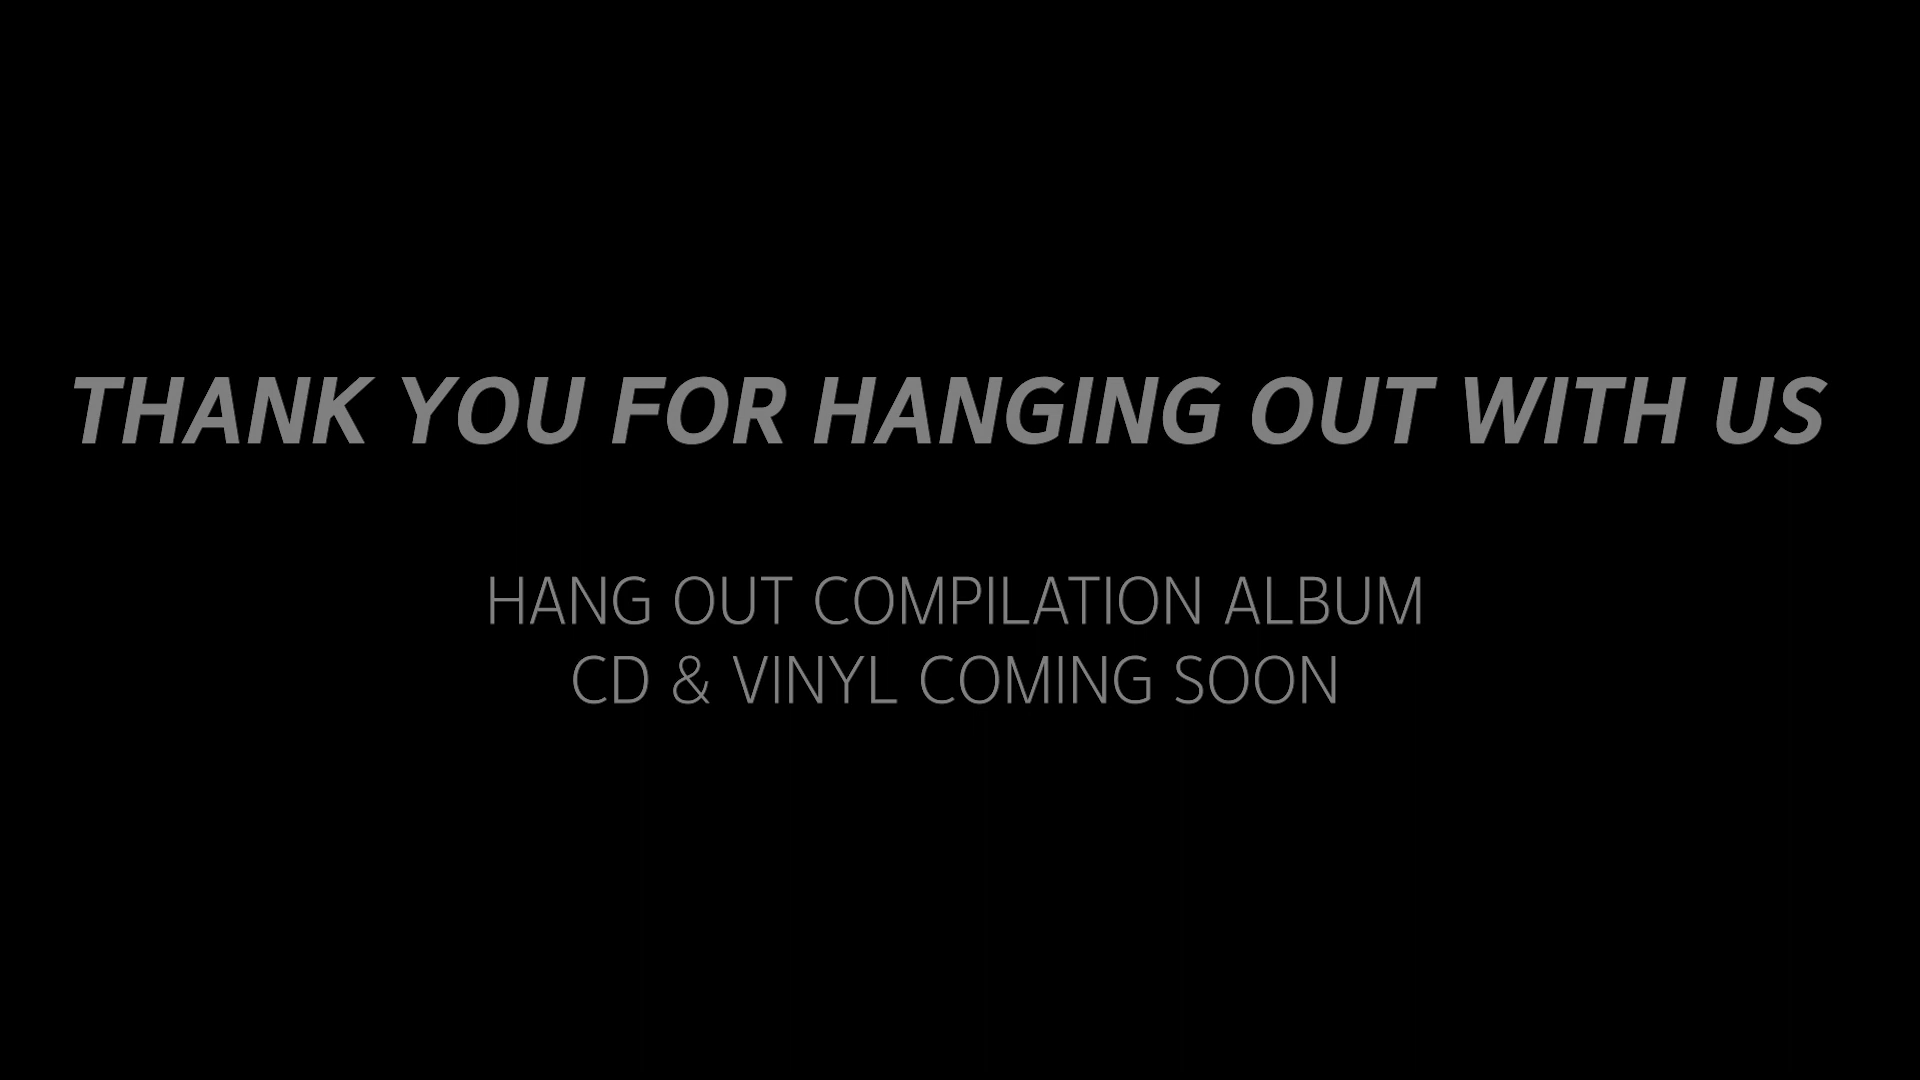 THANK YOU FOR HANGING OUT WITH US
HANG OUT COMPILATION ALBUM
CD & VINYL COMING SOON